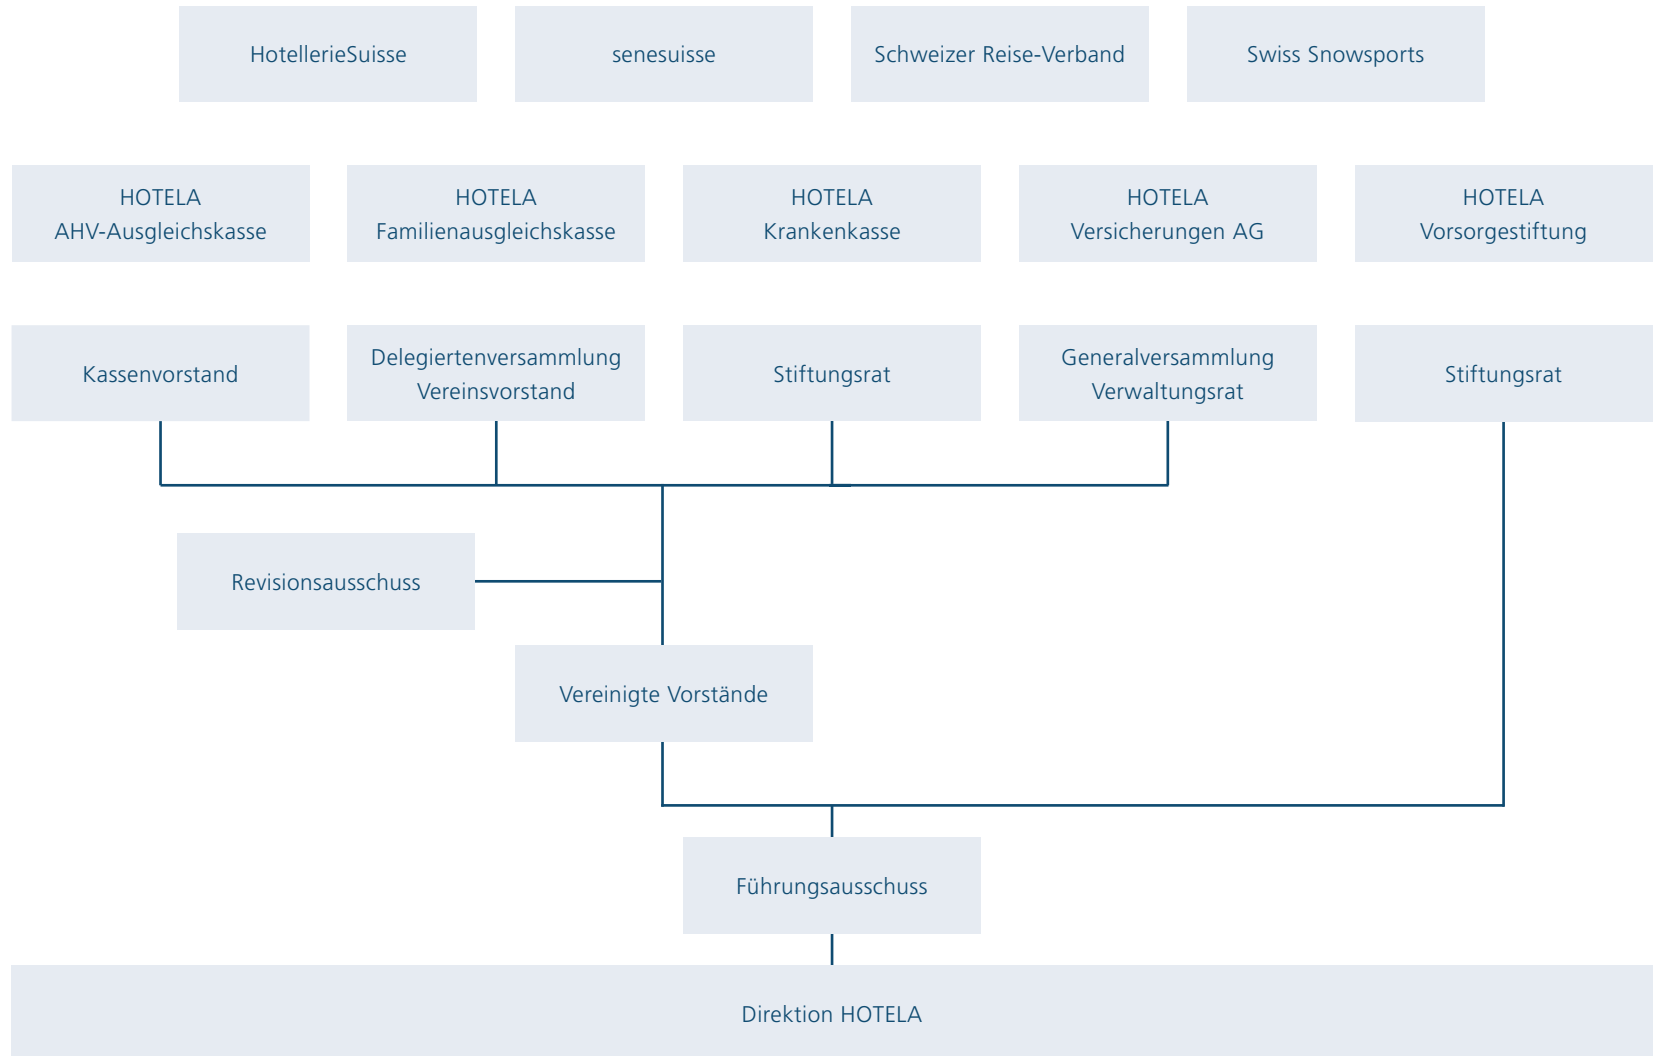 HotellerieSuisse
senesuisse
Schweizer Reise-Verband
Swiss Snowsports
HOTELA
AHV-Ausgleichskasse
HOTELA
Familienausgleichskasse
HOTELA
Krankenkasse
HOTELA
Versicherungen AG
HOTELA
Vorsorgestiftung
Kassenvorstand
Delegiertenversammlung
Vereinsvorstand
Stiftungsrat
Generalversammlung
Verwaltungsrat
Stiftungsrat
Revisionsausschuss
Vereinigte Vorstände
Führungsausschuss
Direktion HOTELA